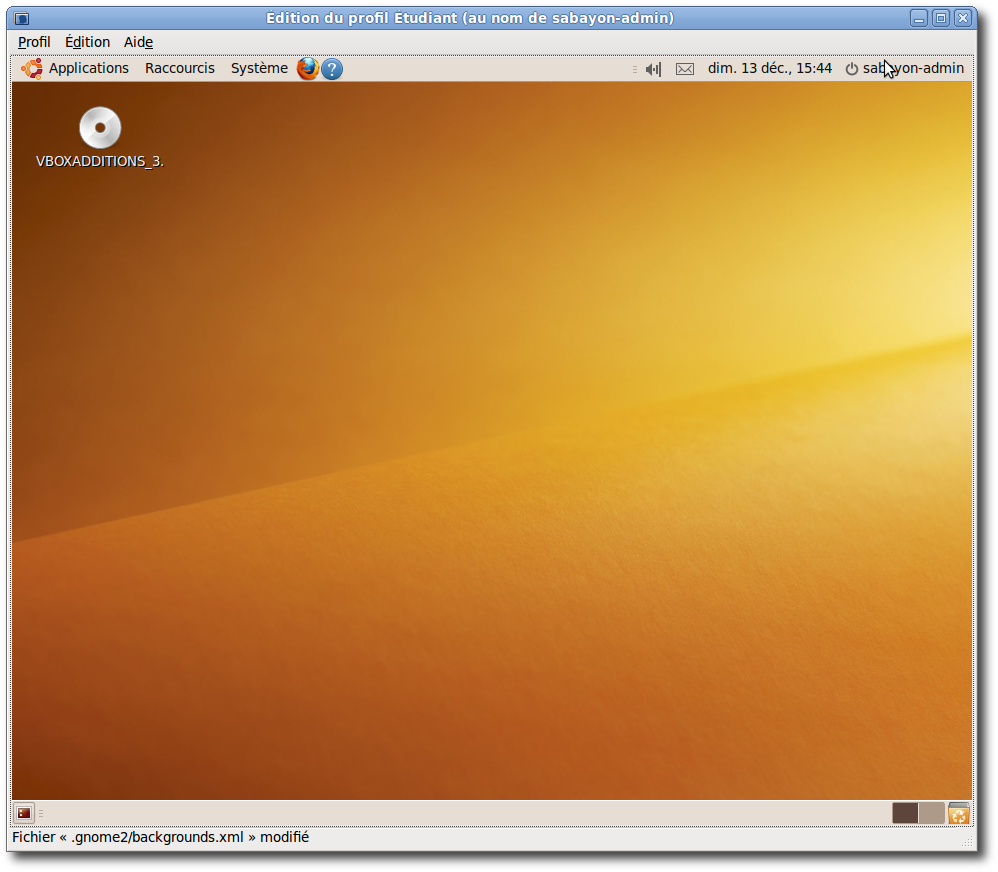 Édition du profil Étudiant (au nom de sabayon-admin)
Profil Édition Aide
Applications Raccourcis Système ? dim. 13 déc., 15:44 sabayon-admin
VBOXADDITIONS_3.
Fichier « .gnome2/backgrounds.xml » modifié